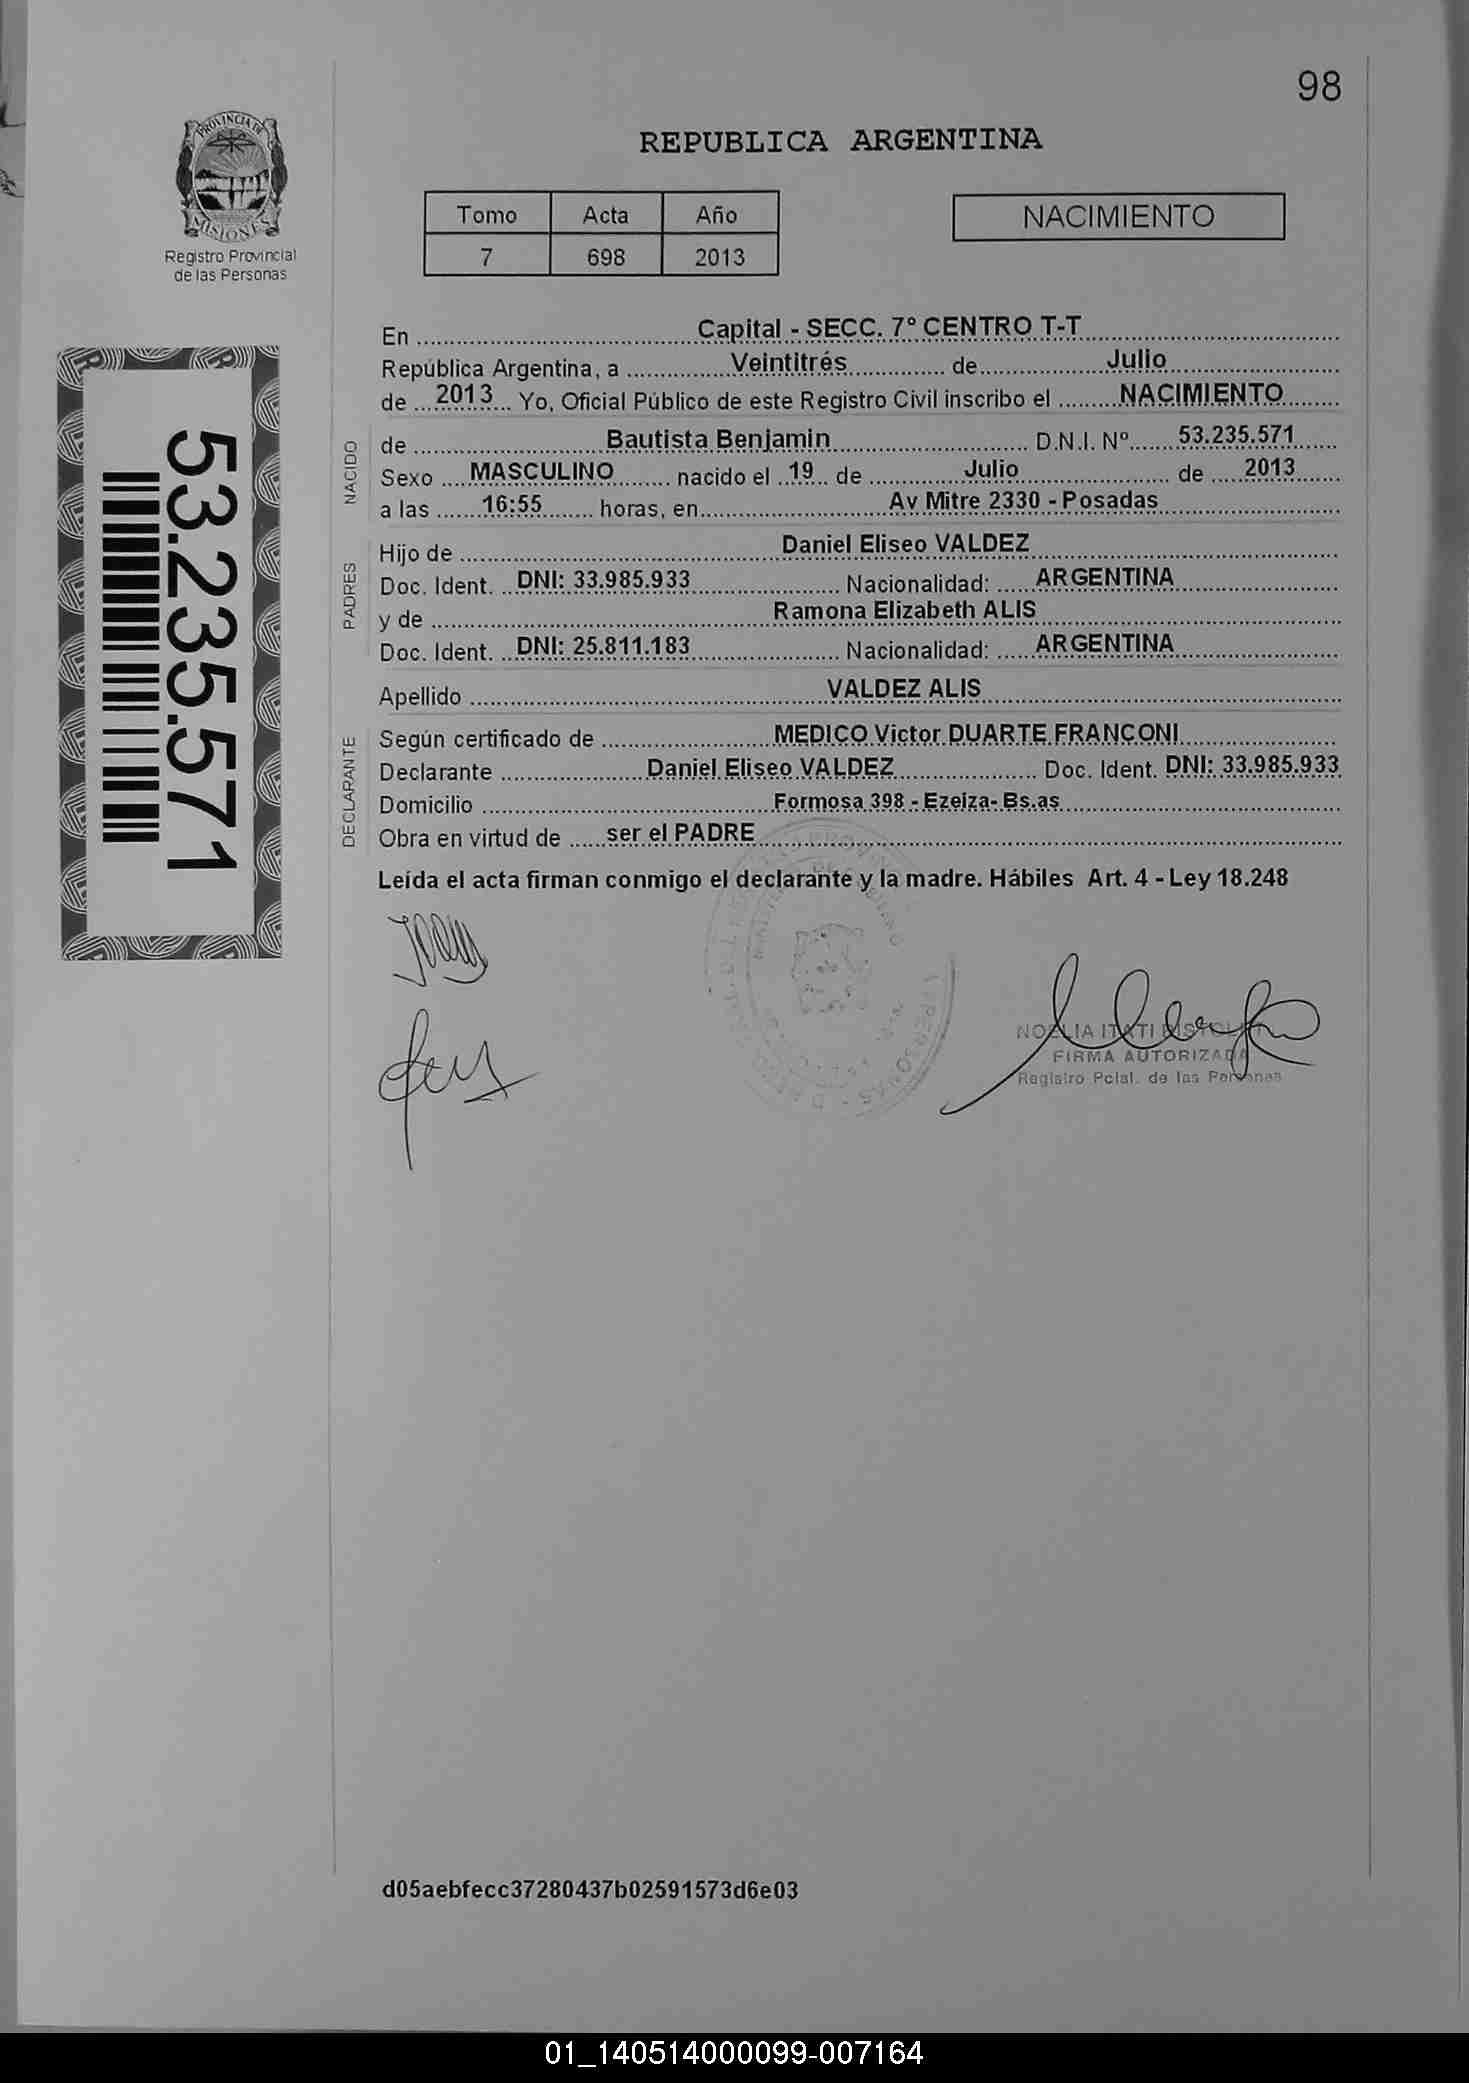 98
REPUBLICA ARGENTINA
PROVINCIA DE
MISIONES
Registro Provincial
de las Personas
Tomo Acta Año
7 698 2013
NACIMIENTO
53.235.571
En Capital - SECC. 7° CENTRO T-T
República Argentina, a Veintitrés de Julio
de 2013 Yo, Oficial Público de este Registro Civil inscribo el NACIMIENTO
NACIDO
de Bautista Benjamin D.N.I. Nº 53.235.571
Sexo MASCULINO nacido el 19 de Julio de 2013
a las 16:55 horas, en Av Mitre 2330 - Posadas
PADRES
Hijo de Daniel Eliseo VALDEZ
Doc. Ident. DNI: 33.985.933 Nacionalidad: ARGENTINA
y de Ramona Elizabeth ALIS
Doc. Ident. DNI: 25.811.183 Nacionalidad: ARGENTINA
Apellido VALDEZ ALIS
DECLARANTE
Según certificado de MEDICO Victor DUARTE FRANCONI
Declarante Daniel Eliseo VALDEZ Doc. Ident. DNI: 33.985.933
Domicilio Formosa 398 - Ezeiza- Bs.as
Obra en virtud de ser el PADRE
Leída el acta firman conmigo el declarante y la madre. Hábiles Art. 4 - Ley 18.248
NOELIA ITATI
FIRMA AUTORIZADA
Registro Pcial. de las Personas
d05aebfecc37280437b02591573d6e03
01_140514000099-007164